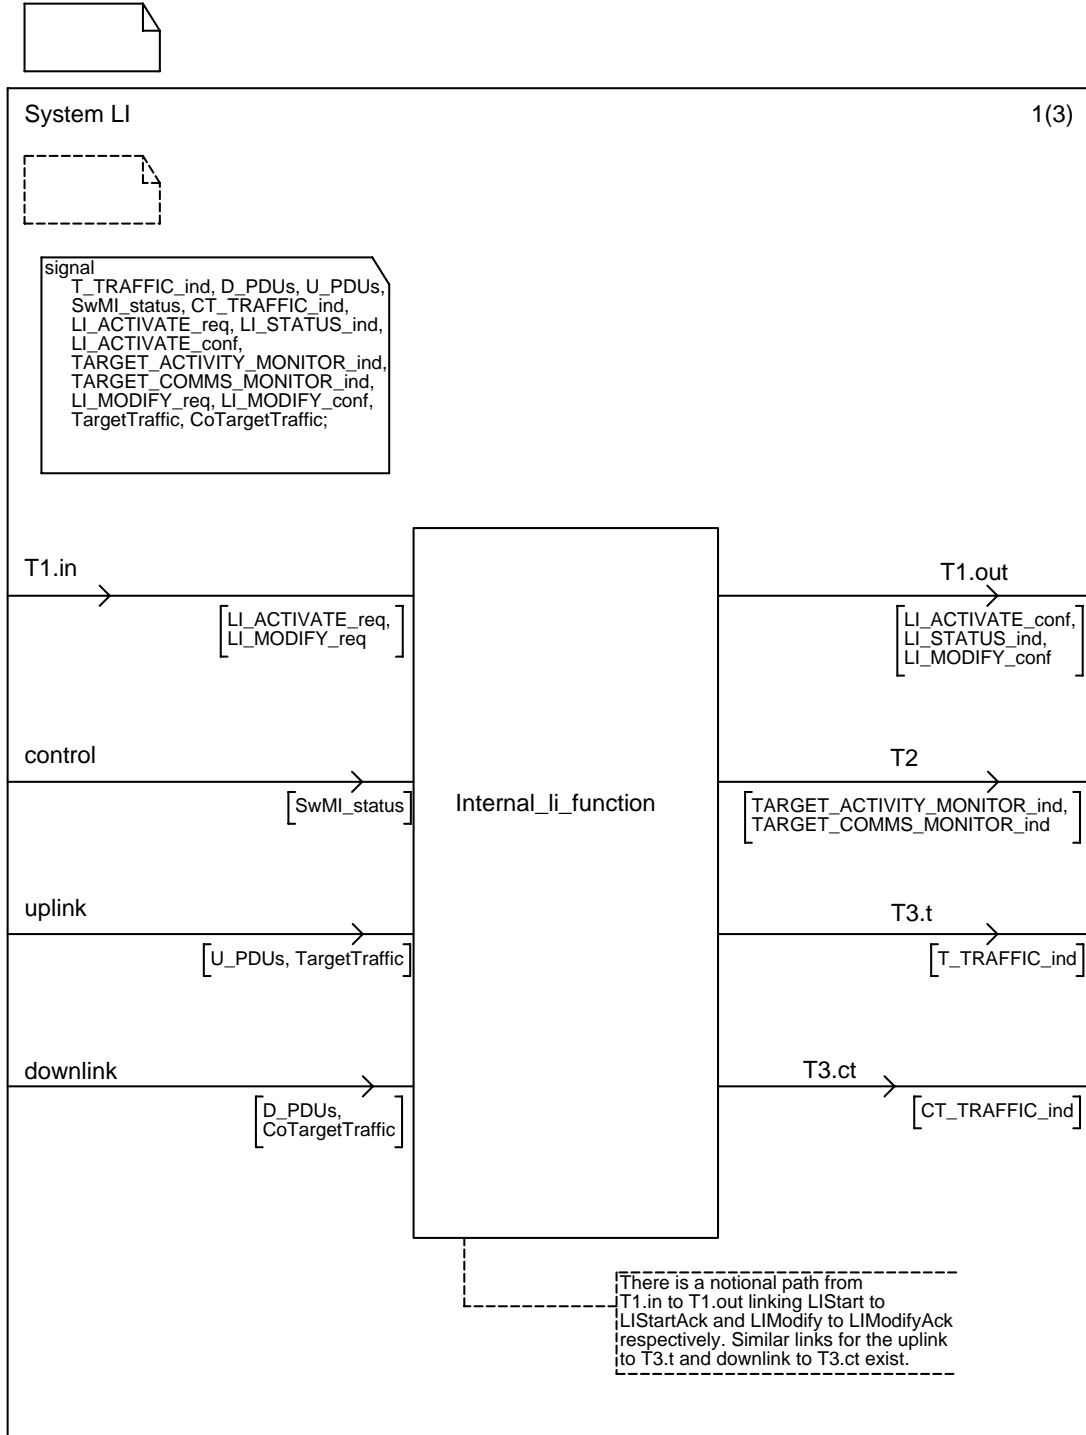 System LI
1(3)
signal
T_TRAFFIC_ind, D_PDUs, U_PDUs,
SwMI_status, CT_TRAFFIC_ind,
LI_ACTIVATE_req, LI_STATUS_ind,
LI_ACTIVATE_conf,
TARGET_ACTIVITY_MONITOR_ind,
TARGET_COMMS_MONITOR_ind,
LI_MODIFY_req, LI_MODIFY_conf,
TargetTraffic, CoTargetTraffic;
T1.in
LI_ACTIVATE_req,
LI_MODIFY_req
T1.out
LI_ACTIVATE_conf,
LI_STATUS_ind,
LI_MODIFY_conf
control
SwMI_status
Internal_li_function
T2
TARGET_ACTIVITY_MONITOR_ind,
TARGET_COMMS_MONITOR_ind
uplink
U_PDUs, TargetTraffic
T3.t
T_TRAFFIC_ind
downlink
D_PDUs,
CoTargetTraffic
T3.ct
CT_TRAFFIC_ind
There is a notional path from
T1.in to T1.out linking LIStart to
LIStartAck and LIModify to LIModifyAck
respectively. Similar links for the uplink
to T3.t and downlink to T3.ct exist.